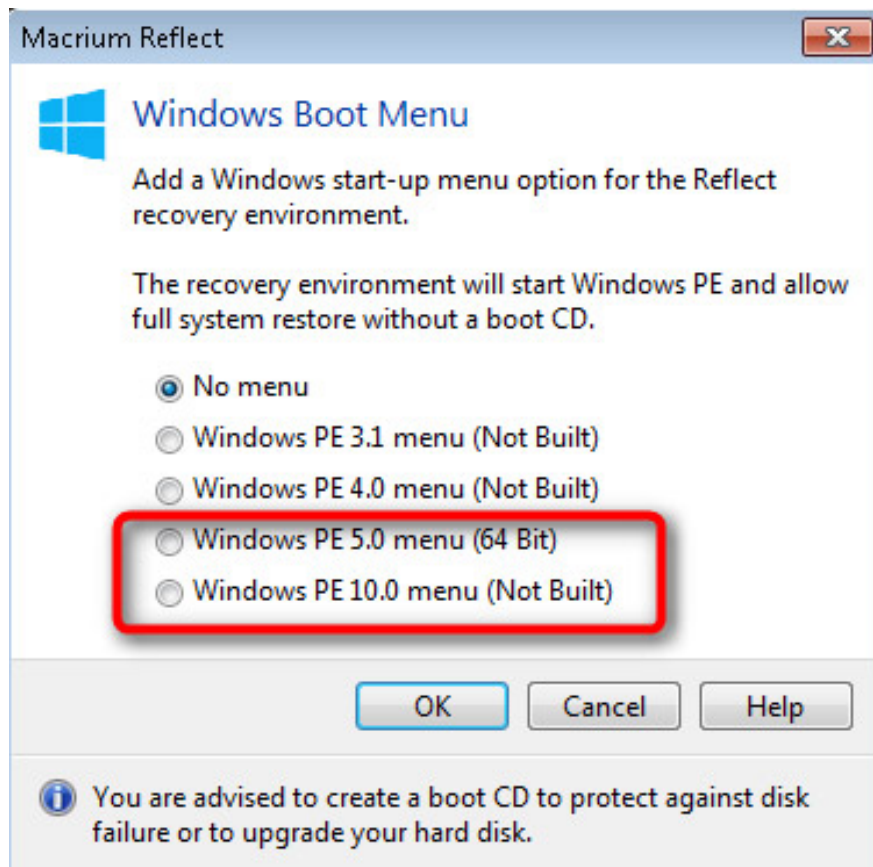 Macrium Reflect
Windows Boot Menu
Add a Windows start-up menu option for the Reflect
recovery environment.
The recovery environment will start Windows PE and allow
full system restore without a boot CD.
No menu
Windows PE 3.1 menu (Not Built)
Windows PE 4.0 menu (Not Built)
Windows PE 5.0 menu (64 Bit)
Windows PE 10.0 menu (Not Built)
OK Cancel Help
You are advised to create a boot CD to protect against disk
failure or to upgrade your hard disk.